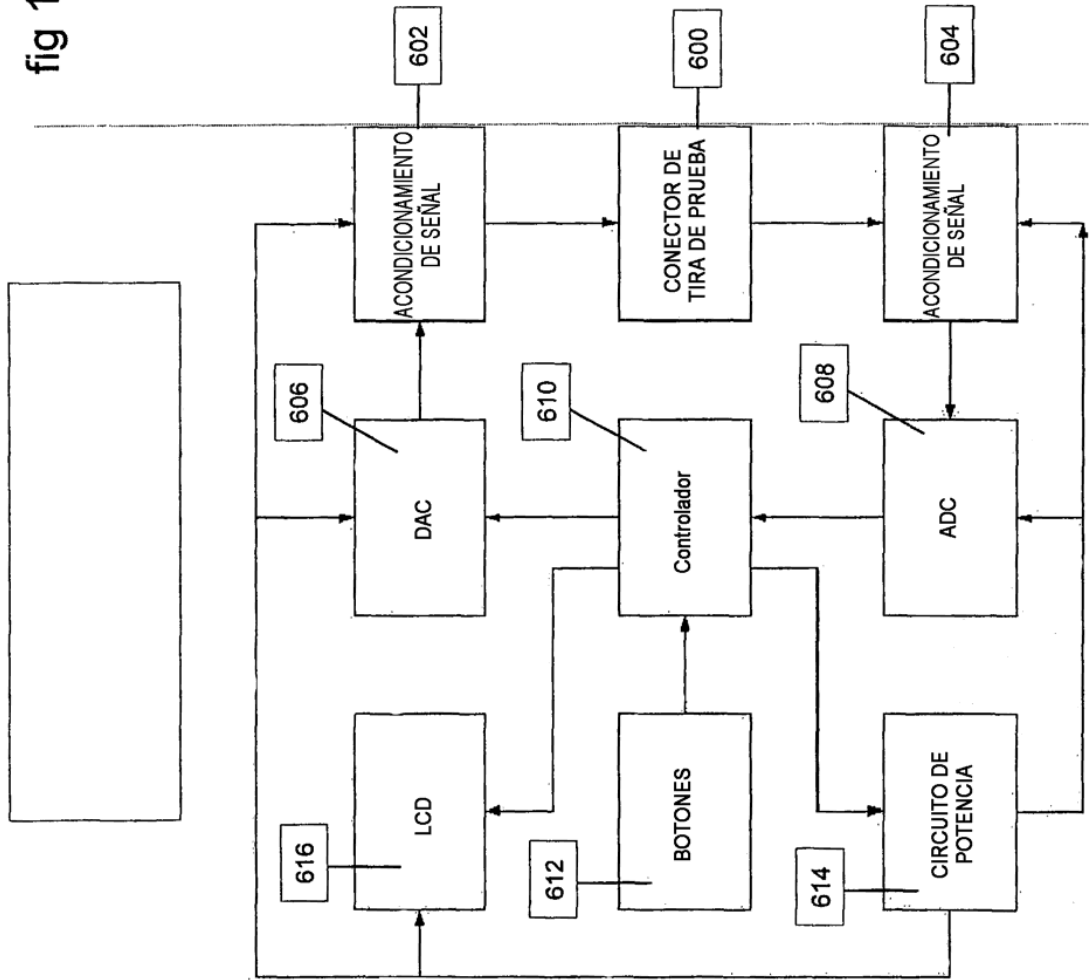 fig 1
602
600
604
ACONDICIONAMIENTO
DE SEÑAL
CONECTOR DE
TIRA DE PRUEBA
ACONDICIONAMIENTO
DE SEÑAL
606
610
608
DAC
Controlador
ADC
616
LCD
612
BOTONES
614
CIRCUITO DE
POTENCIA